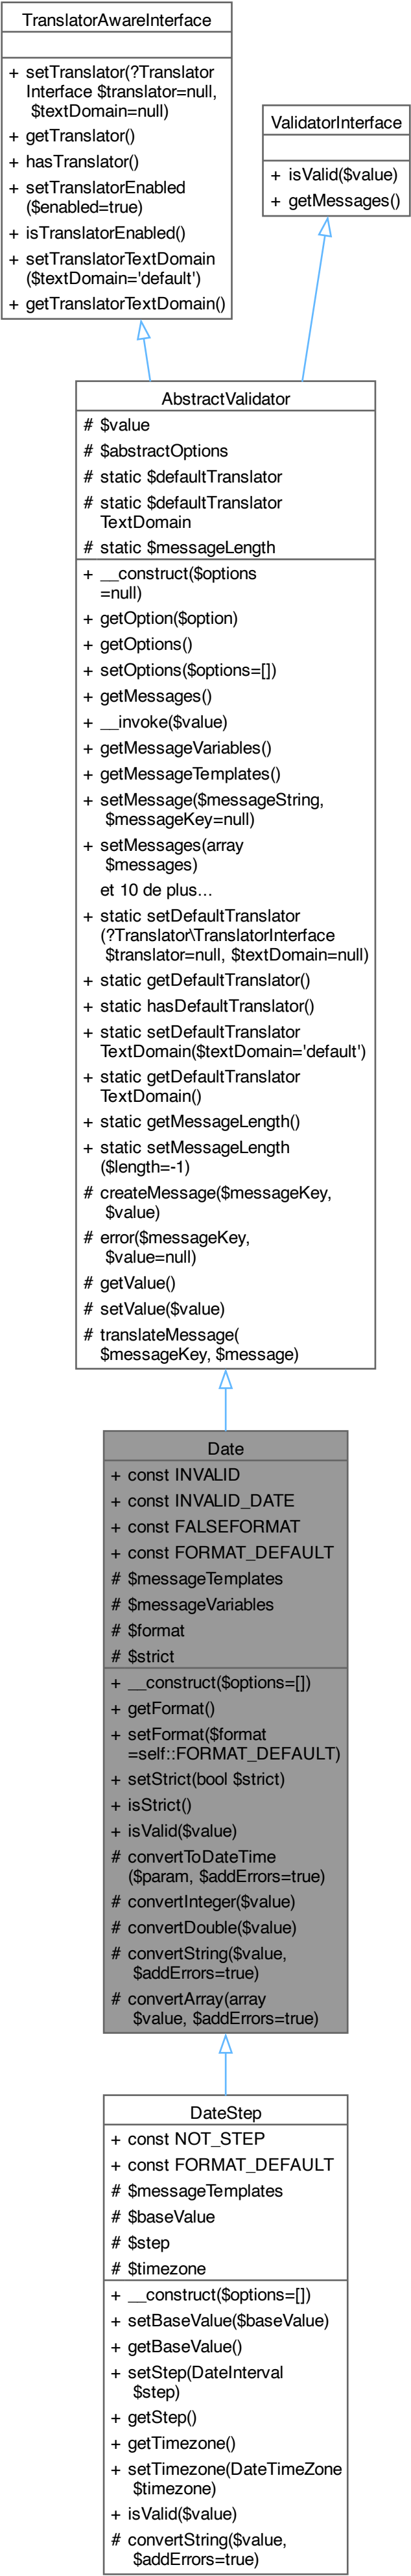 TranslatorAwareInterface
+ setTranslator(?Translator
Interface $translator=null,
$textDomain=null)
+ getTranslator()
+ hasTranslator()
+ setTranslatorEnabled
($enabled=true)
+ isTranslatorEnabled()
+ setTranslatorTextDomain
($textDomain='default')
+ getTranslatorTextDomain()
ValidatorInterface
+ isValid($value)
+ getMessages()
AbstractValidator
# $value
# $abstractOptions
# static $defaultTranslator
# static $defaultTranslator
TextDomain
# static $messageLength
+ __construct($options
=null)
+ getOption($option)
+ getOptions()
+ setOptions($options=[])
+ getMessages()
+ __invoke($value)
+ getMessageVariables()
+ getMessageTemplates()
+ setMessage($messageString,
$messageKey=null)
+ setMessages(array
$messages)
et 10 de plus...
+ static setDefaultTranslator
(?Translator\TranslatorInterface
$translator=null, $textDomain=null)
+ static getDefaultTranslator()
+ static hasDefaultTranslator()
+ static setDefaultTranslator
TextDomain($textDomain='default')
+ static getDefaultTranslator
TextDomain()
+ static getMessageLength()
+ static setMessageLength
($length=-1)
# createMessage($messageKey,
$value)
# error($messageKey,
$value=null)
# getValue()
# setValue($value)
# translateMessage(
$messageKey, $message)
Date
+ const INVALID
+ const INVALID_DATE
+ const FALSEFORMAT
+ const FORMAT_DEFAULT
# $messageTemplates
# $messageVariables
# $format
# $strict
+ __construct($options=[])
+ getFormat()
+ setFormat($format
=self::FORMAT_DEFAULT)
+ setStrict(bool $strict)
+ isStrict()
+ isValid($value)
# convertToDateTime
($param, $addErrors=true)
# convertInteger($value)
# convertDouble($value)
# convertString($value,
$addErrors=true)
# convertArray(array
$value, $addErrors=true)
DateStep
+ const NOT_STEP
+ const FORMAT_DEFAULT
# $messageTemplates
# $baseValue
# $step
# $timezone
+ __construct($options=[])
+ setBaseValue($baseValue)
+ getBaseValue()
+ setStep(DateInterval
$step)
+ getStep()
+ getTimezone()
+ setTimezone(DateTimeZone
$timezone)
+ isValid($value)
# convertString($value,
$addErrors=true)